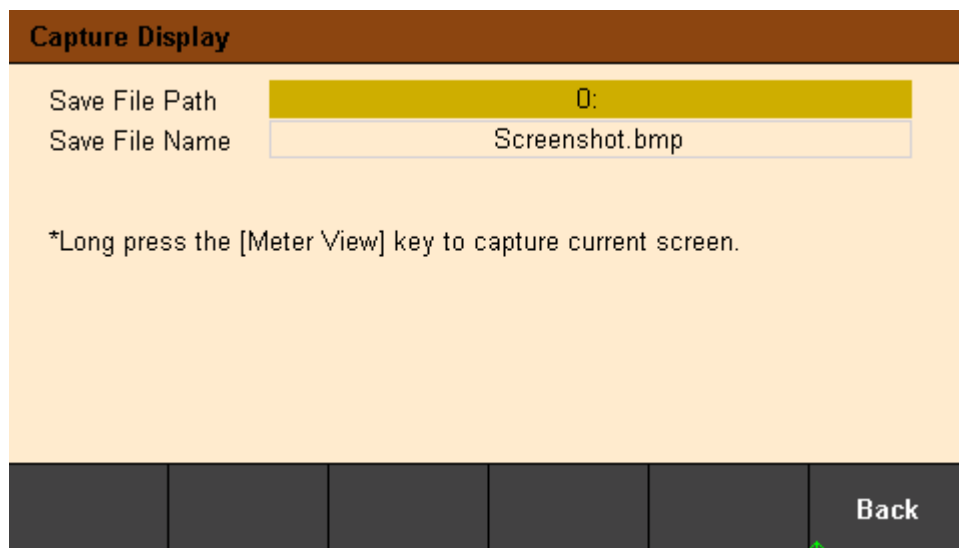 Capture Display
Save File Path 0:
Save File Name Screenshot.bmp
*Long press the [Meter View] key to capture current screen.
Back